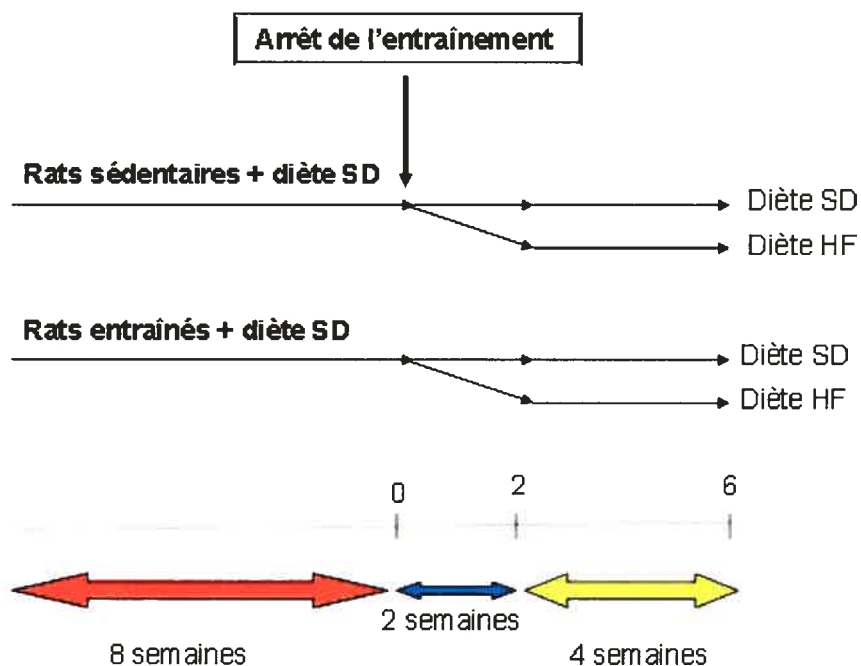 Arrêt de l'entraînement
Rats sédentaires + diète SD
Diète SD
Diète HF
Rats entraînés + diète SD
Diète SD
Diète HF
0 2 6
2 semaines
8 semaines 4 semaines